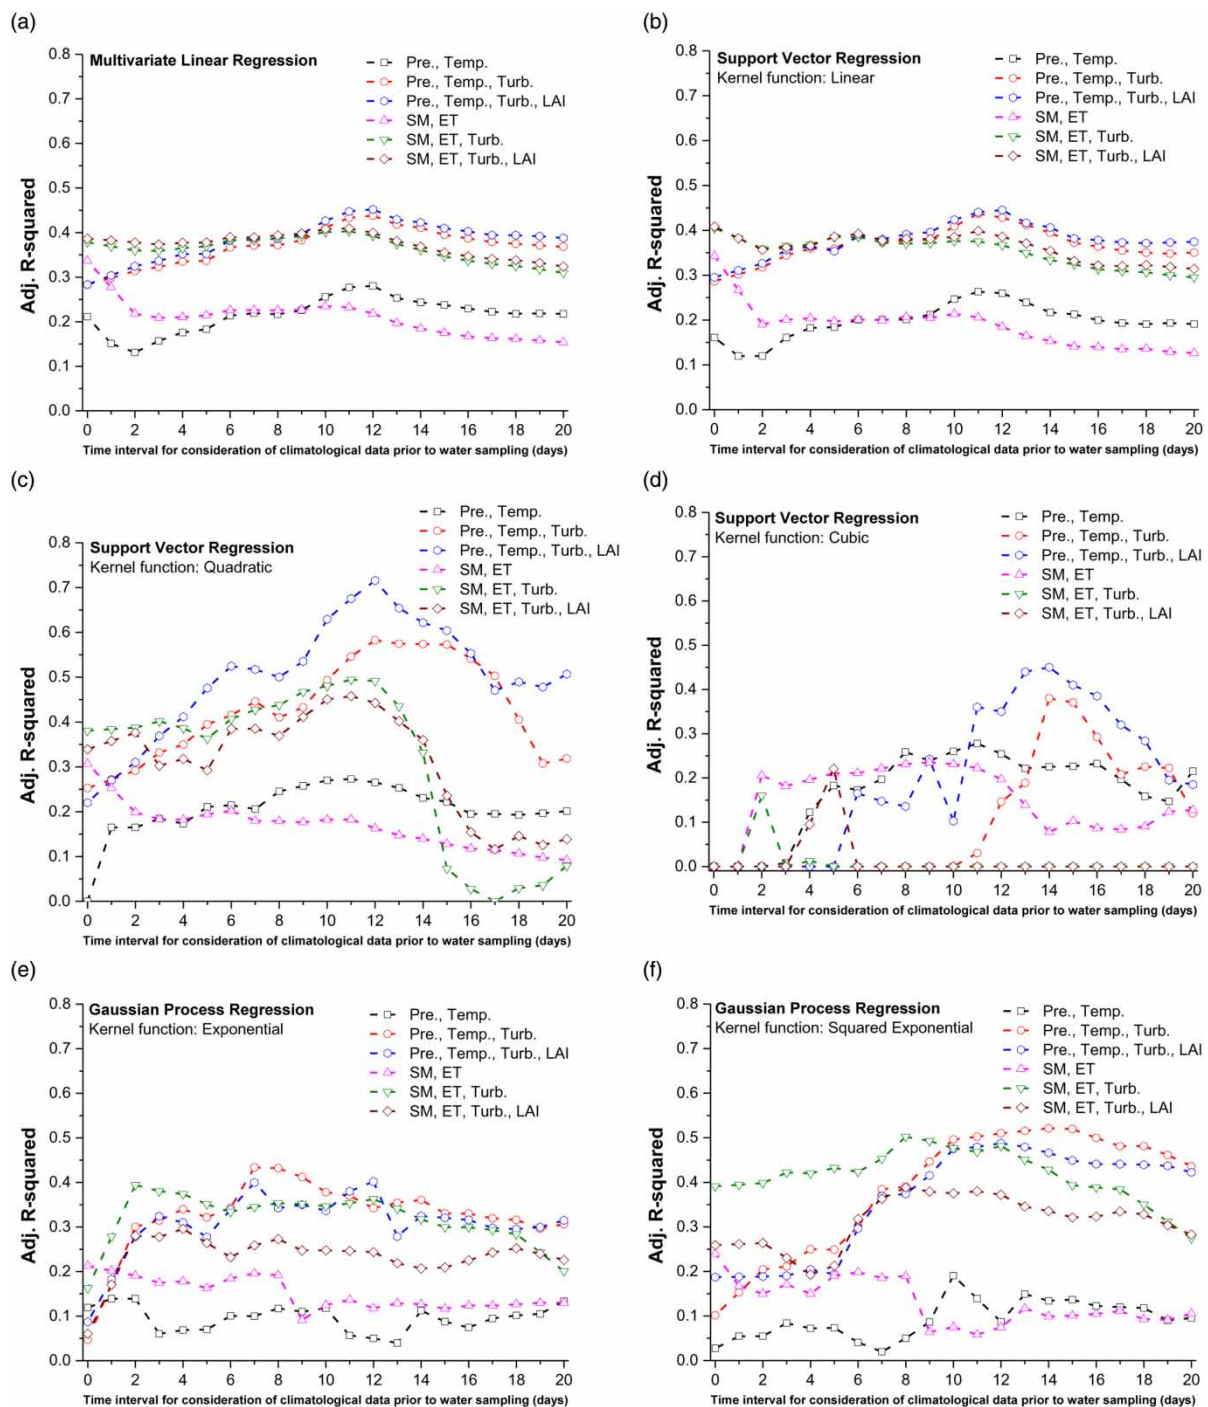 (a)
Multivariate Linear Regression
Pre., Temp.
Pre., Temp., Turb.
Pre., Temp., Turb., LAI
SM, ET
SM, ET, Turb.
SM, ET, Turb., LAI
Adj. R-squared
0.8
0.7
0.6
0.5
0.4
0.3
0.2
0.1
0.0
0 2 4 6 8 10 12 14 16 18 20
Time interval for consideration of climatological data prior to water sampling (days)
(b)
Support Vector Regression
Kernel function: Linear
Pre., Temp.
Pre., Temp., Turb.
Pre., Temp., Turb., LAI
SM, ET
SM, ET, Turb.
SM, ET, Turb., LAI
Adj. R-squared
0.8
0.7
0.6
0.5
0.4
0.3
0.2
0.1
0.0
0 2 4 6 8 10 12 14 16 18 20
Time interval for consideration of climatological data prior to water sampling (days)
(c)
Support Vector Regression
Kernel function: Quadratic
Pre., Temp.
Pre., Temp., Turb.
Pre., Temp., Turb., LAI
SM, ET
SM, ET, Turb.
SM, ET, Turb., LAI
Adj. R-squared
0.8
0.7
0.6
0.5
0.4
0.3
0.2
0.1
0.0
0 2 4 6 8 10 12 14 16 18 20
Time interval for consideration of climatological data prior to water sampling (days)
(d)
Support Vector Regression
Kernel function: Cubic
Pre., Temp.
Pre., Temp., Turb.
Pre., Temp., Turb., LAI
SM, ET
SM, ET, Turb.
SM, ET, Turb., LAI
Adj. R-squared
0.8
0.7
0.6
0.5
0.4
0.3
0.2
0.1
0.0
0 2 4 6 8 10 12 14 16 18 20
Time interval for consideration of climatological data prior to water sampling (days)
(e)
Gaussian Process Regression
Kernel function: Exponential
Pre., Temp.
Pre., Temp., Turb.
Pre., Temp., Turb., LAI
SM, ET
SM, ET, Turb.
SM, ET, Turb., LAI
Adj. R-squared
0.8
0.7
0.6
0.5
0.4
0.3
0.2
0.1
0.0
0 2 4 6 8 10 12 14 16 18 20
Time interval for consideration of climatological data prior to water sampling (days)
(f)
Gaussian Process Regression
Kernel function: Squared Exponential
Pre., Temp.
Pre., Temp., Turb.
Pre., Temp., Turb., LAI
SM, ET
SM, ET, Turb.
SM, ET, Turb., LAI
Adj. R-squared
0.8
0.7
0.6
0.5
0.4
0.3
0.2
0.1
0.0
0 2 4 6 8 10 12 14 16 18 20
Time interval for consideration of climatological data prior to water sampling (days)